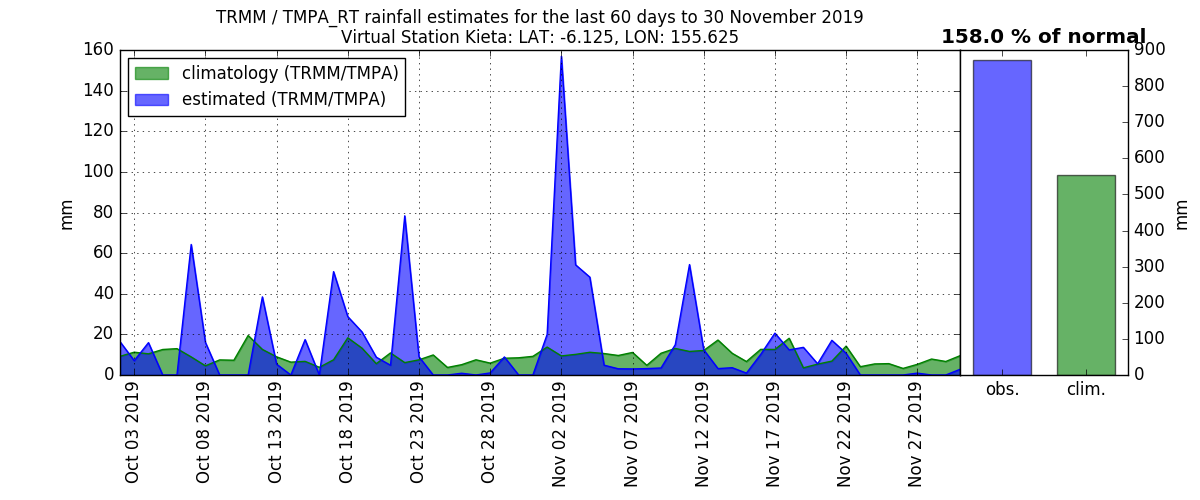 TRMM / TMPA_RT rainfall estimates for the last 60 days to 30 November 2019
Virtual Station Kieta: LAT: -6.125, LON: 155.625
158.0 % of normal
climatology (TRMM/TMPA)
estimated (TRMM/TMPA)
mm
160
140
120
100
80
60
40
20
0
Oct 03 2019
Oct 08 2019
Oct 13 2019
Oct 18 2019
Oct 23 2019
Oct 28 2019
Nov 02 2019
Nov 07 2019
Nov 12 2019
Nov 17 2019
Nov 22 2019
Nov 27 2019
obs.
clim.
900
800
700
600
500
400
300
200
100
0
mm